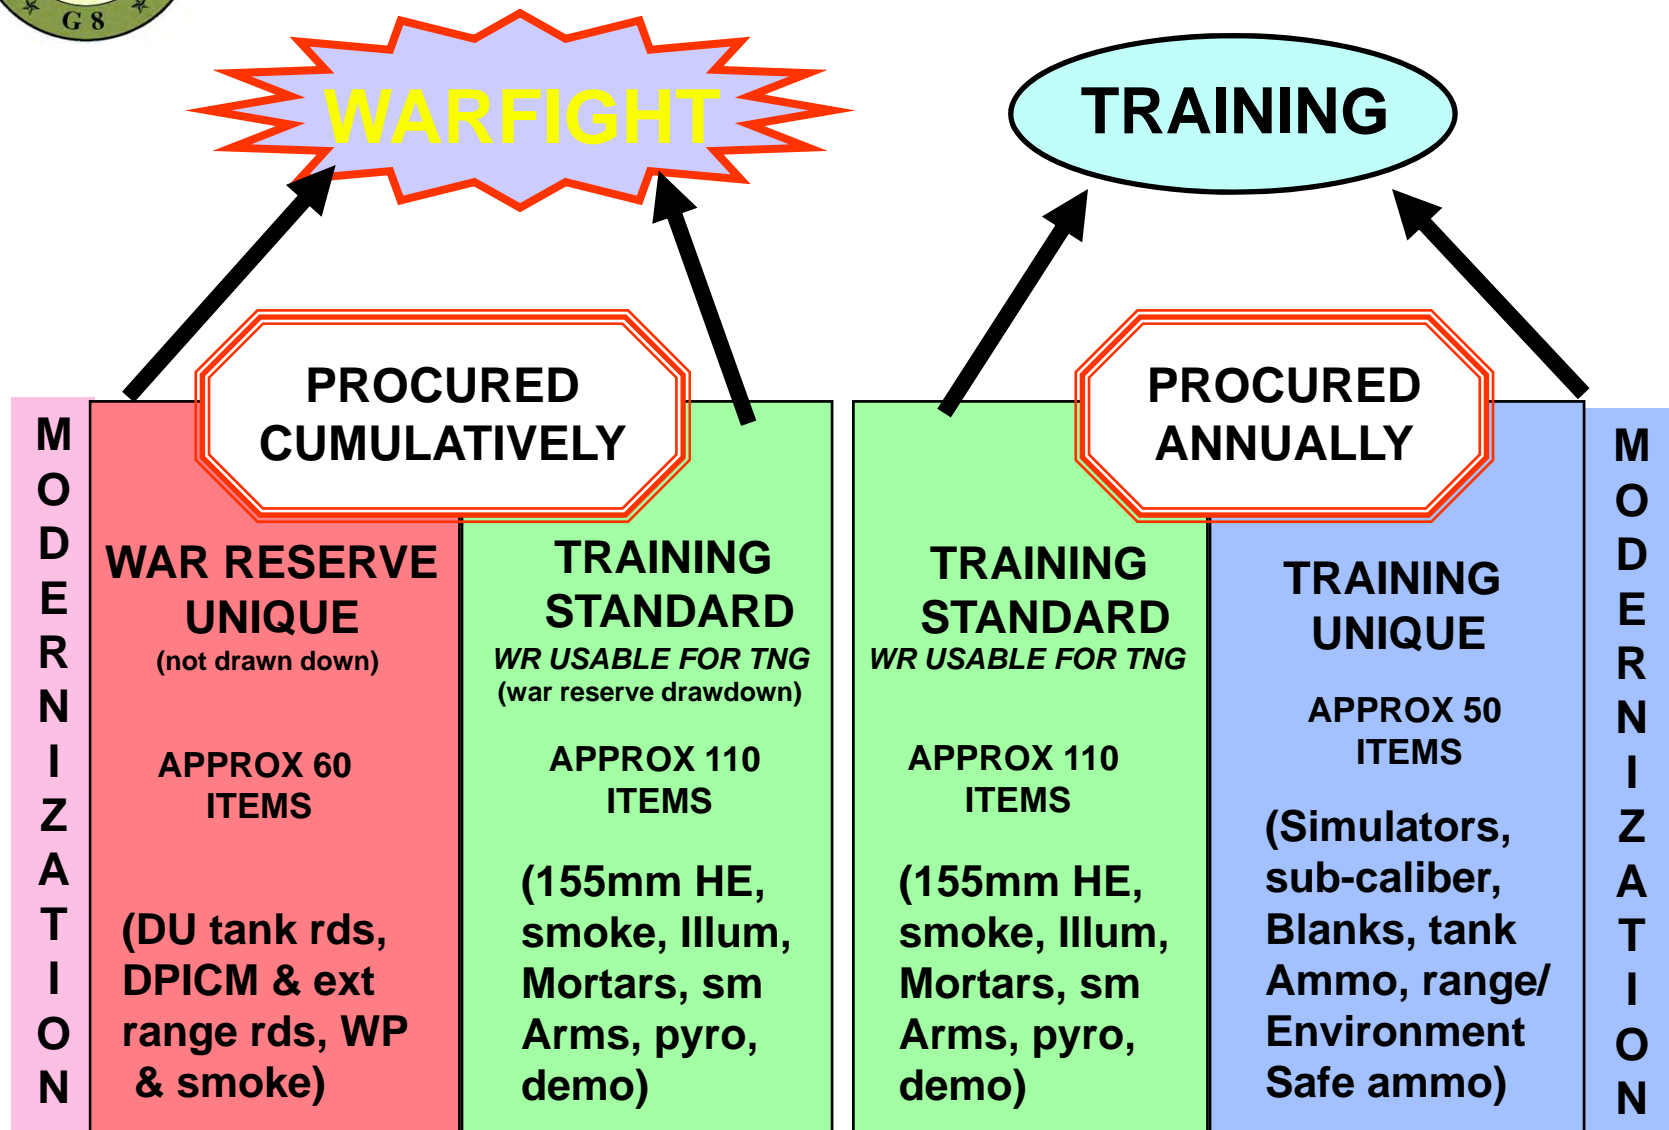 G 8
WARFIGHT
TRAINING
PROCURED
CUMULATIVELY
PROCURED
ANNUALLY
M
O
D
E
R
N
I
Z
A
T
I
O
N
WAR RESERVE
UNIQUE
(not drawn down)
APPROX 60
ITEMS
(DU tank rds,
DPICM & ext
range rds, WP
& smoke)
TRAINING
STANDARD
WR USABLE FOR TNG
(war reserve drawdown)
APPROX 110
ITEMS
(155mm HE,
smoke, Illum,
Mortars, sm
Arms, pyro,
demo)
TRAINING
STANDARD
WR USABLE FOR TNG
APPROX 110
ITEMS
(155mm HE,
smoke, Illum,
Mortars, sm
Arms, pyro,
demo)
TRAINING
UNIQUE
APPROX 50
ITEMS
(Simulators,
sub-caliber,
Blanks, tank
Ammo, range/
Environment
Safe ammo)
M
O
D
E
R
N
I
Z
A
T
I
O
N